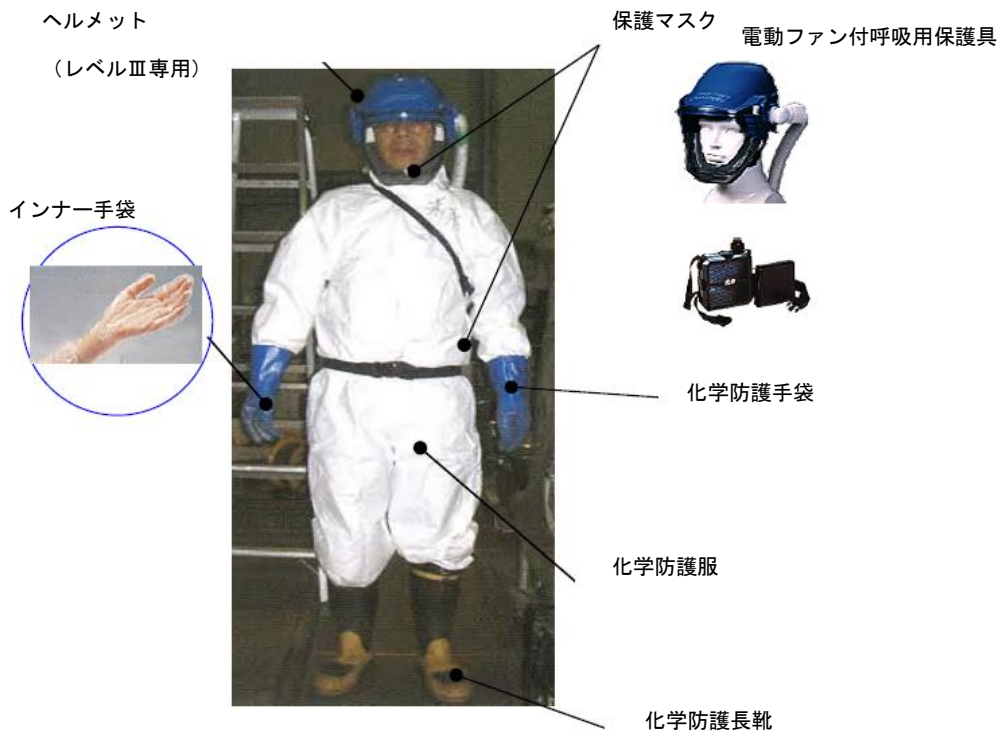 ヘルメット
（レベルⅢ専用）
保護マスク
電動ファン付呼吸用保護具
インナー手袋
化学防護手袋
化学防護服
化学防護長靴